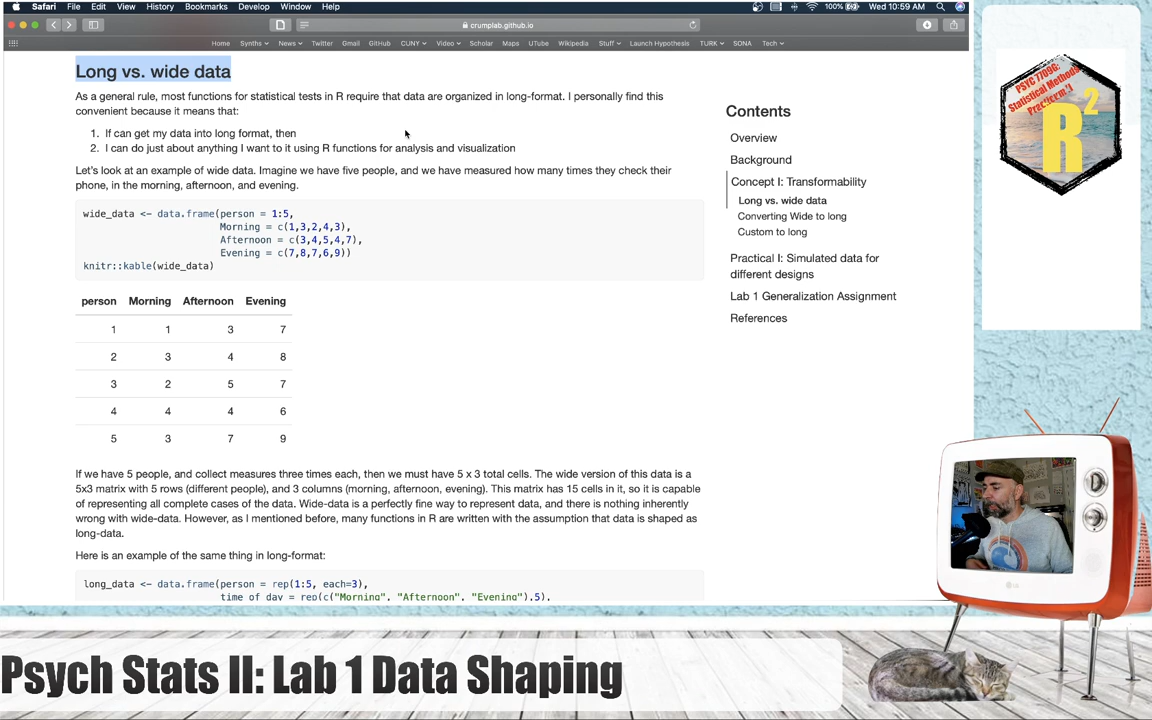 Safari File Edit View History Bookmarks Develop Window Help 100% Wed 10:59 AM
crumplab.github.io
Home Synths News Twitter Gmail GitHub CUNY Video Scholar Maps UTube Wikipedia Stuff Launch Hypothesis TURK SONA Tech
Long vs. wide data
As a general rule, most functions for statistical tests in R require that data are organized in long-format. I personally find this
convenient because it means that:
1. If can get my data into long format, then
2. I can do just about anything I want to it using R functions for analysis and visualization
Let's look at an example of wide data. Imagine we have five people, and we have measured how many times they check their
phone, in the morning, afternoon, and evening.
wide_data <- data.frame(person = 1:5,
Morning = c(1,3,2,4,3),
Afternoon = c(3,4,5,4,7),
Evening = c(7,8,7,6,9))
knitr::kable(wide_data)
person Morning Afternoon Evening
1 1 3 7
2 3 4 8
3 2 5 7
4 4 4 6
5 3 7 9
If we have 5 people, and collect measures three times each, then we must have 5 x 3 total cells. The wide version of this data is a
5x3 matrix with 5 rows (different people), and 3 columns (morning, afternoon, evening). This matrix has 15 cells in it, so it is capable
of representing all complete cases of the data. Wide-data is a perfectly fine way to represent data, and there is nothing inherently
wrong with wide-data. However, as I mentioned before, many functions in R are written with the assumption that data is shaped as
long-data.
Here is an example of the same thing in long-format:
long_data <- data.frame(person = rep(1:5, each=3),
time_of_day = rep(c("Morning", "Afternoon", "Evening"),5),
Contents
Overview
Background
Concept I: Transformability
Long vs. wide data
Converting Wide to long
Custom to long
Practical I: Simulated data for
different designs
Lab 1 Generalization Assignment
References
PSYC 7709G:
Statistical Methods
Practicum I
R2
LG
Psych Stats II: Lab 1 Data Shaping